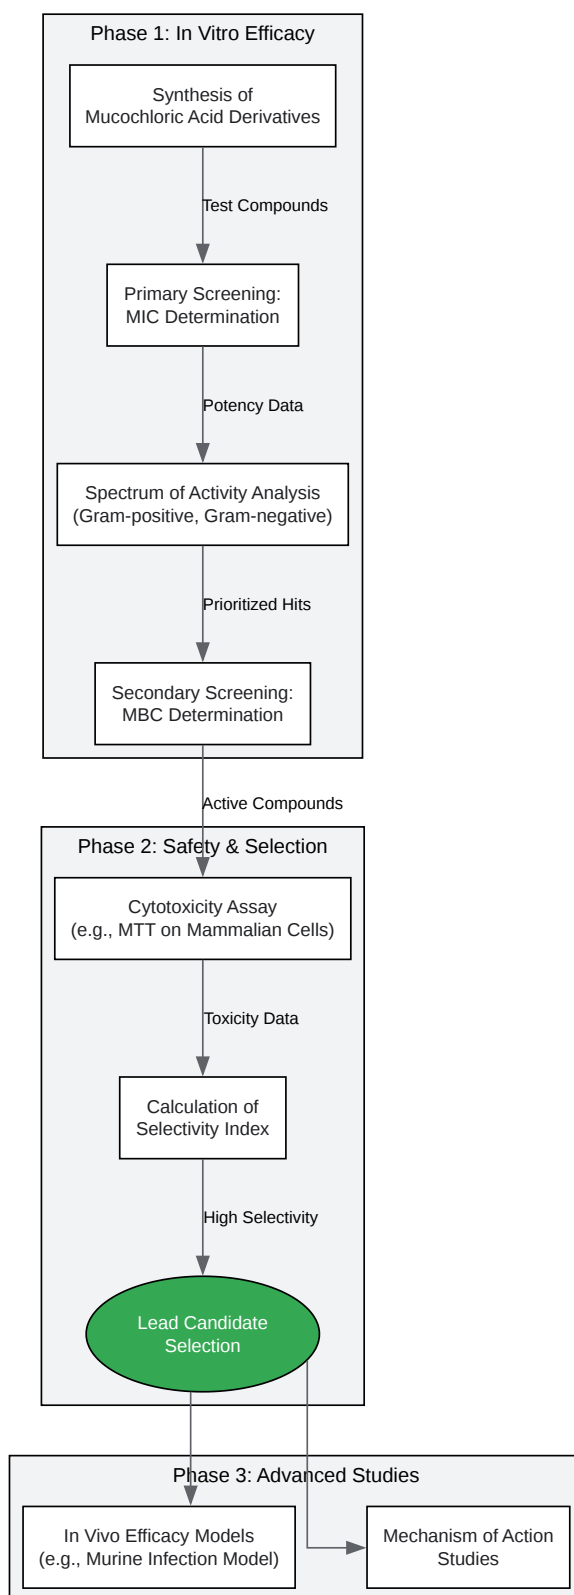 Phase 1: In Vitro Efficacy
Synthesis of
Mucochloric Acid Derivatives
Test Compounds
Primary Screening:
MIC Determination
Potency Data
Spectrum of Activity Analysis
(Gram-positive, Gram-negative)
Prioritized Hits
Secondary Screening:
MBC Determination
Active Compounds
Phase 2: Safety & Selection
Cytotoxicity Assay
(e.g., MTT on Mammalian Cells)
Toxicity Data
Calculation of
Selectivity Index
High Selectivity
Lead Candidate
Selection
Phase 3: Advanced Studies
In Vivo Efficacy Models
(e.g., Murine Infection Model)
Mechanism of Action
Studies